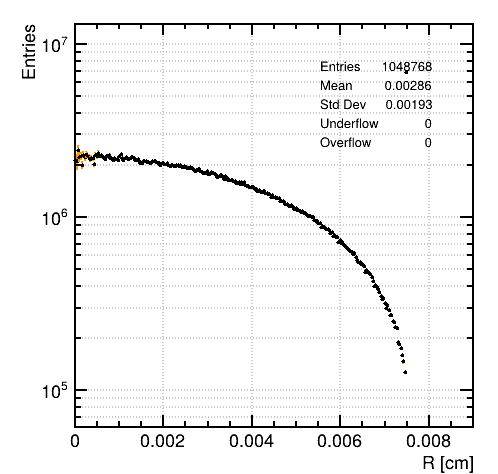 Entries
10⁷
Entries 1048768
Mean 0.00286
Std Dev 0.00193
Underflow 0
Overflow 0
10⁶
10⁵
0 0.002 0.004 0.006 0.008
R [cm]